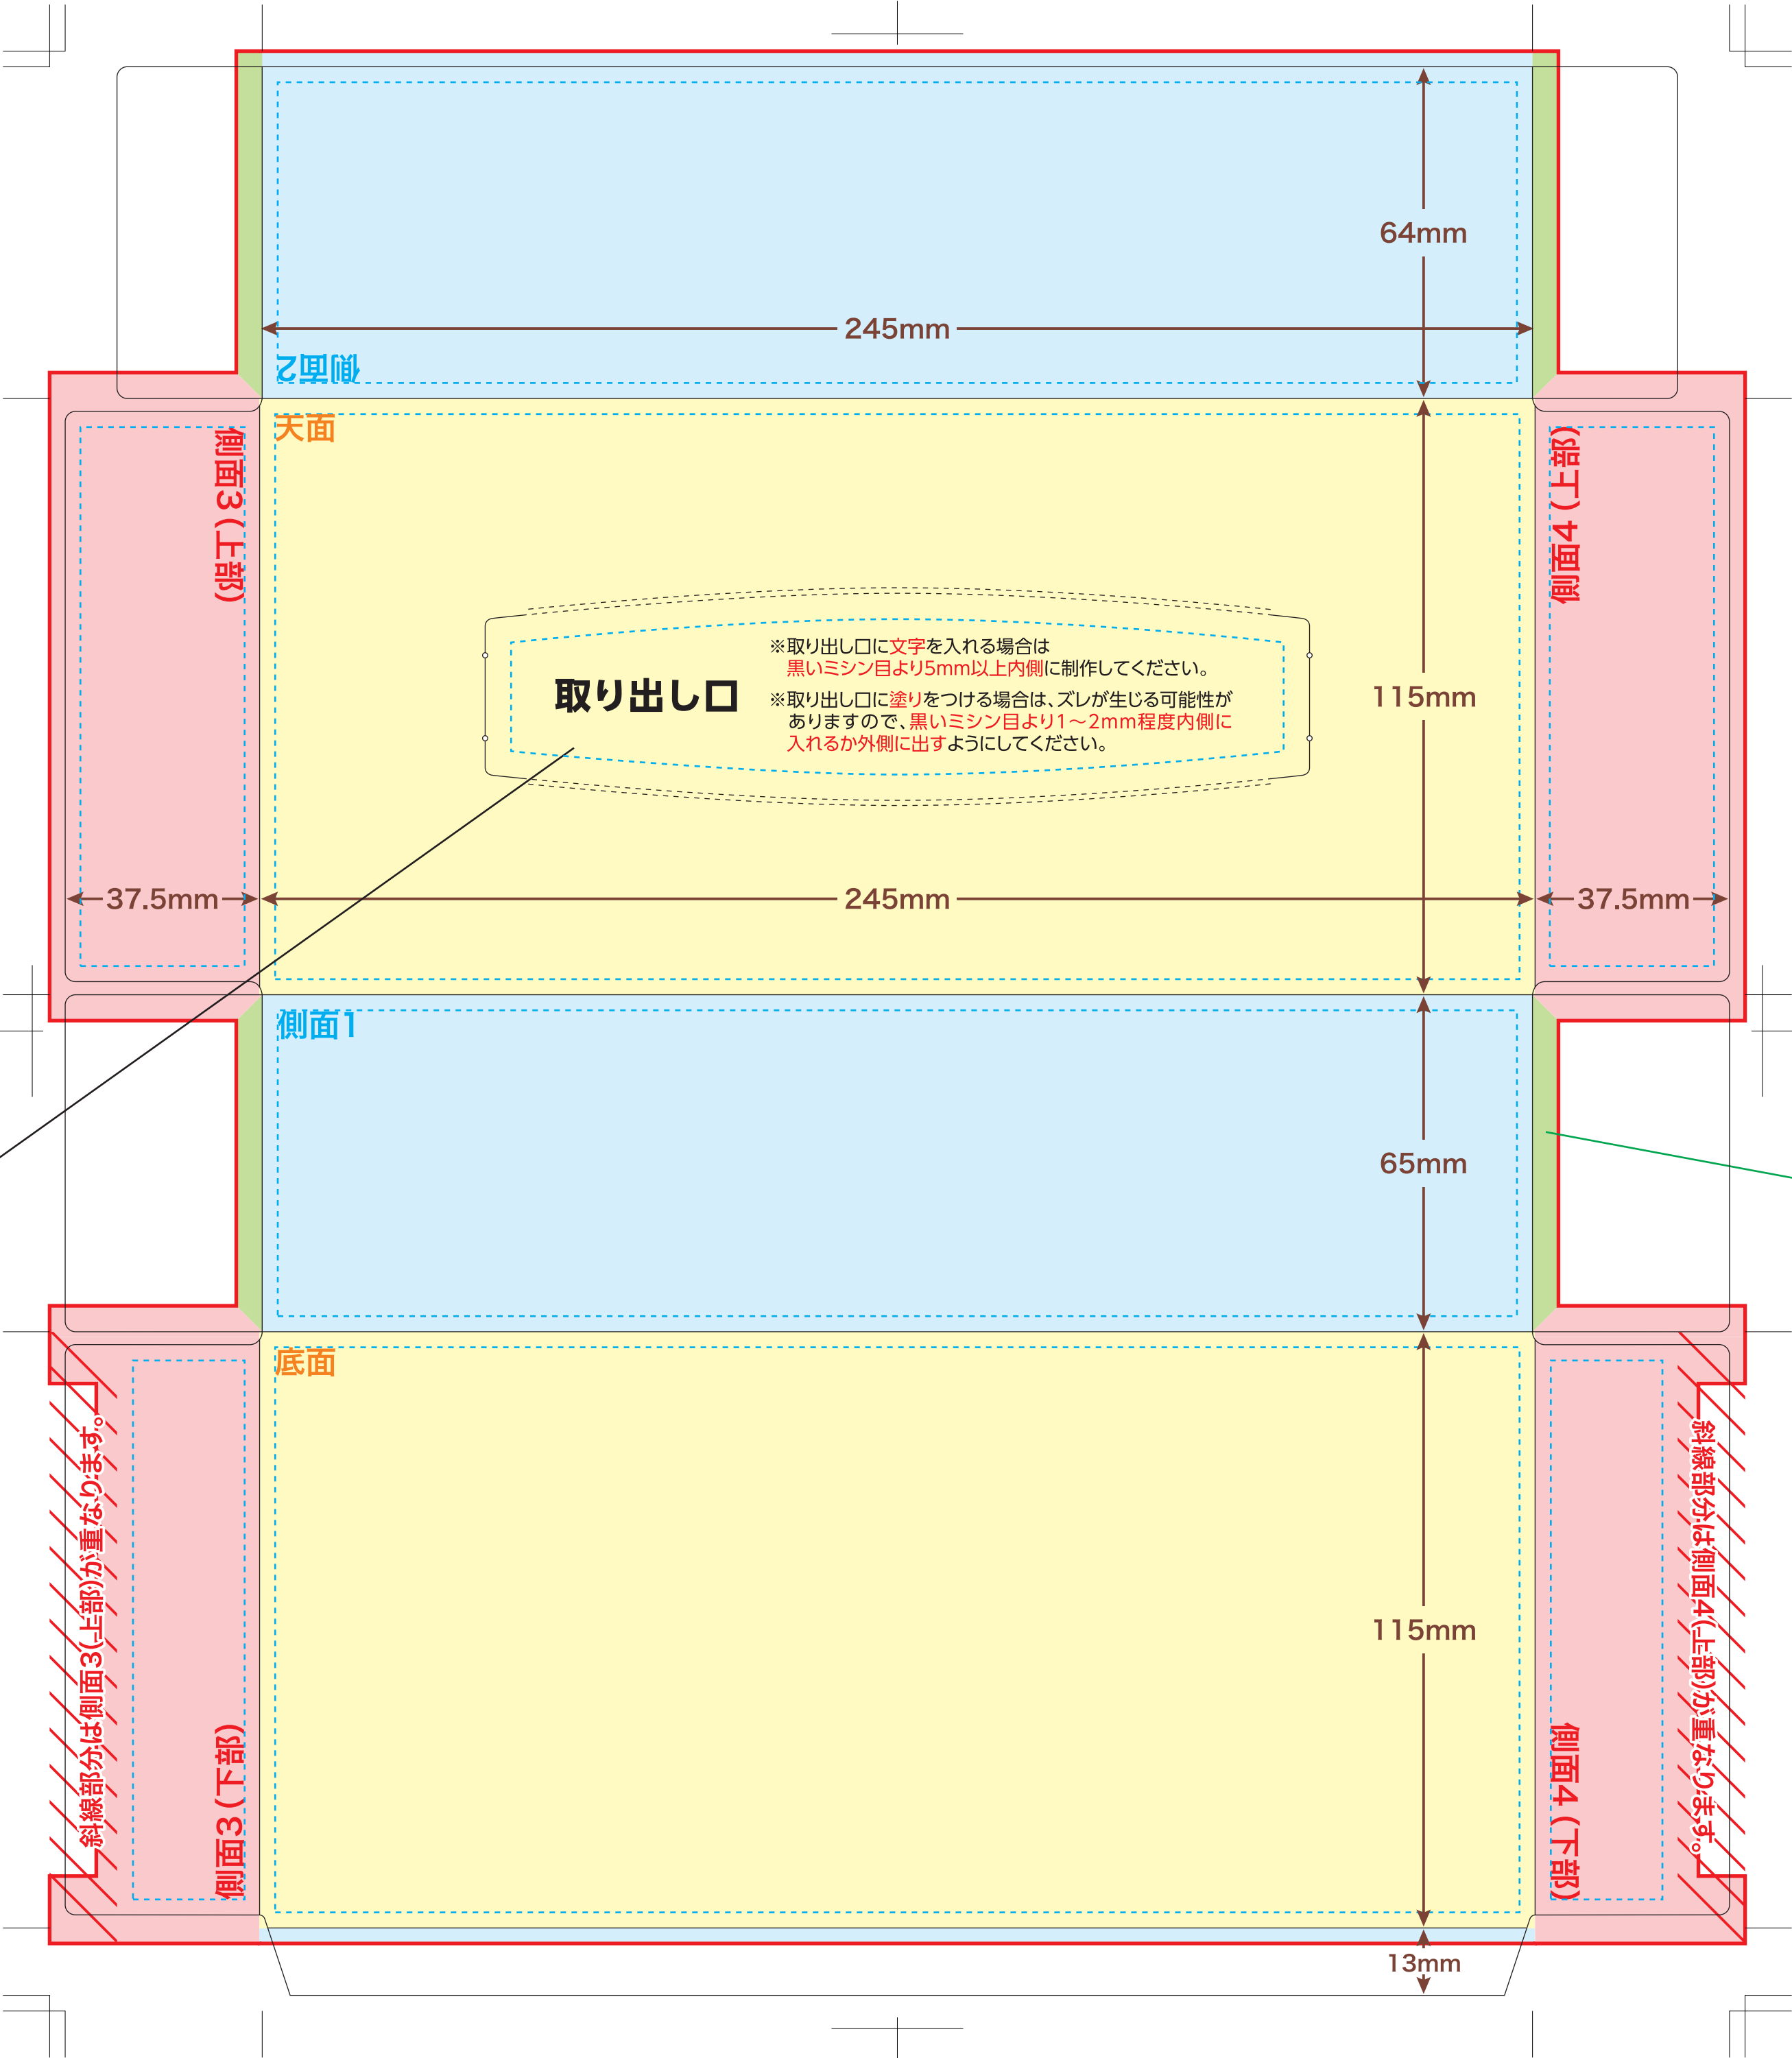 64mm
245mm
側面2
天面
側面3（上部）
側面4（上部）
※取り出し口に文字を入れる場合は
黒いミシン目より5mm以上内側に制作してください。
取り出し口
※取り出し口に塗りをつける場合は、ズレが生じる可能性が
ありますので、黒いミシン目より1〜2mm程度内側に
入れるか外側に出すようにしてください。
115mm
37.5mm
245mm
37.5mm
側面1
65mm
底面
斜線部分は側面3(上部)が重なります。
斜線部分は側面4(上部)が重なります。
115mm
側面3（下部）
側面4（下部）
13mm